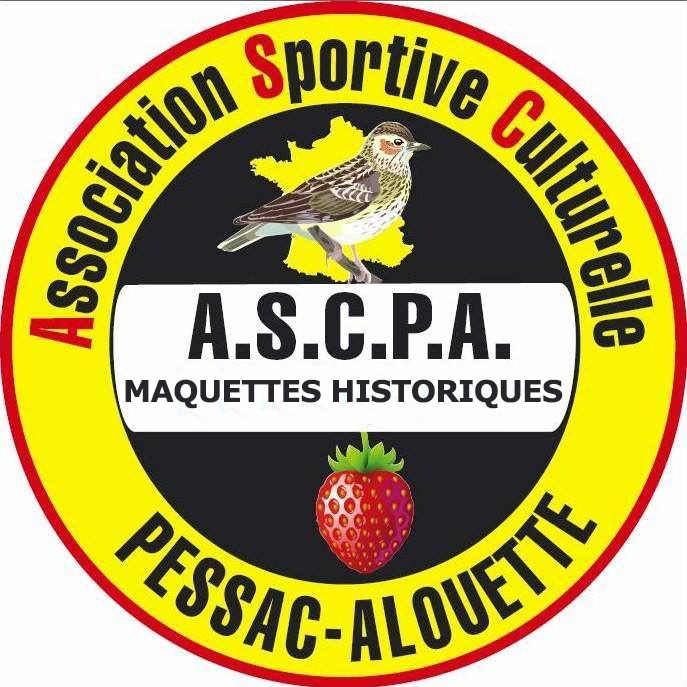 Association Sportive Culturelle
A.S.C.P.A.
MAQUETTES HISTORIQUES
PESSAC-ALOUETTE